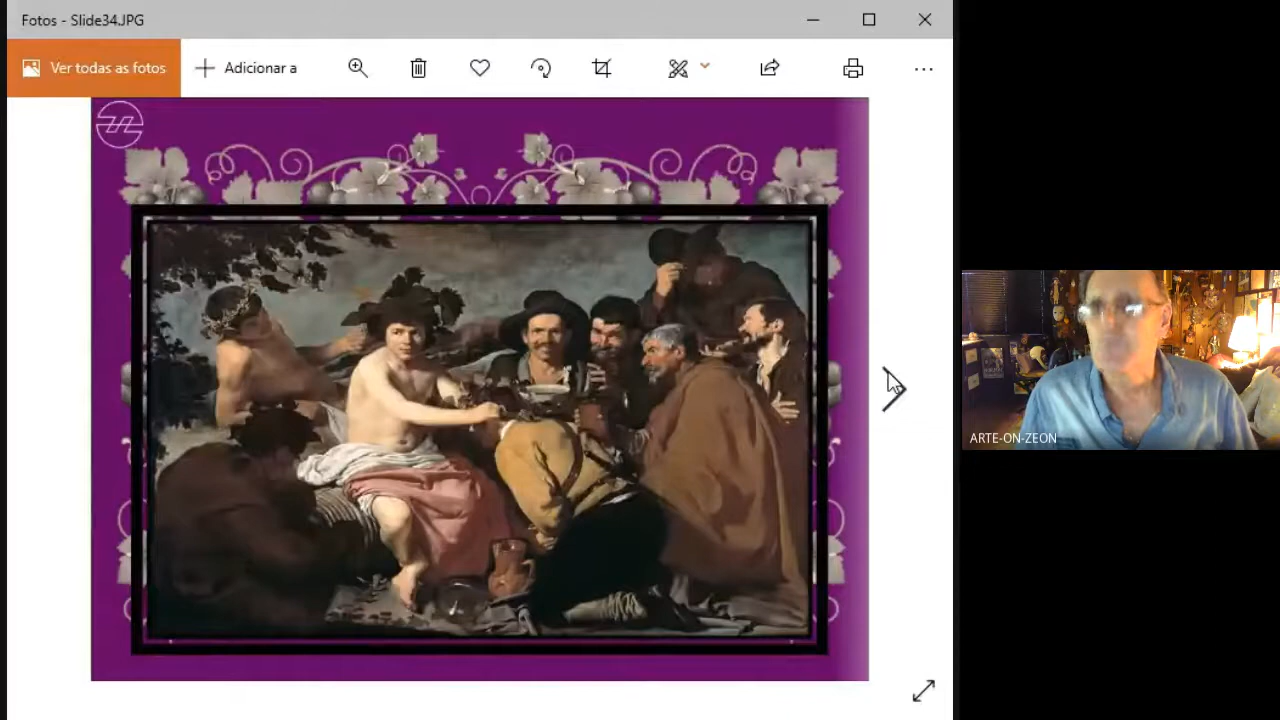 Fotos - Slide34.JPG
Ver todas as fotos
Adicionar a
ARTE-ON-ZEON